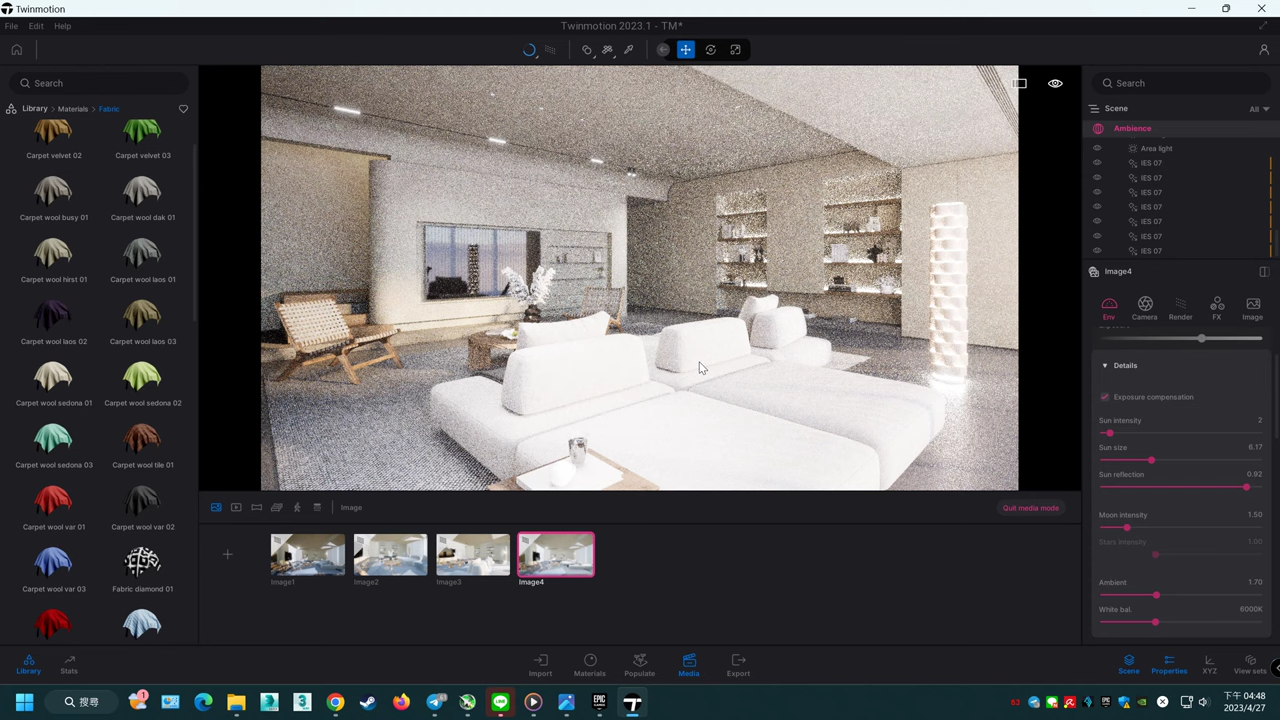 Twinmotion
File Edit Help
Twinmotion 2023.1 - TM*
Search
Library Materials Fabric
Carpet velvet 02 Carpet velvet 03
Carpet wool busy 01 Carpet wool dak 01
Carpet wool hirst 01 Carpet wool laos 01
Carpet wool laos 02 Carpet wool laos 03
Carpet wool sedona 01 Carpet wool sedona 02
Carpet wool sedona 03 Carpet wool tile 01
Carpet wool var 01 Carpet wool var 02
Carpet wool var 03 Fabric diamond 01
Library Stats
Image Quit media mode
Image1 Image2 Image3 Image4
Import Materials Populate Media Export
Search
Scene All
Ambience
Area light
IES 07
IES 07
IES 07
IES 07
IES 07
IES 07
IES 07
Image4
Env Camera Render FX Image
Exposure
Details
Exposure compensation
Sun intensity 2
Sun size 6.17
Sun reflection 0.92
Moon intensity 1.50
Stars intensity 1.00
Ambient 1.70
White bal. 6000K
Scene Properties XYZ View sets
搜尋
1
EPIC
63
下午 04:48
2023/4/27